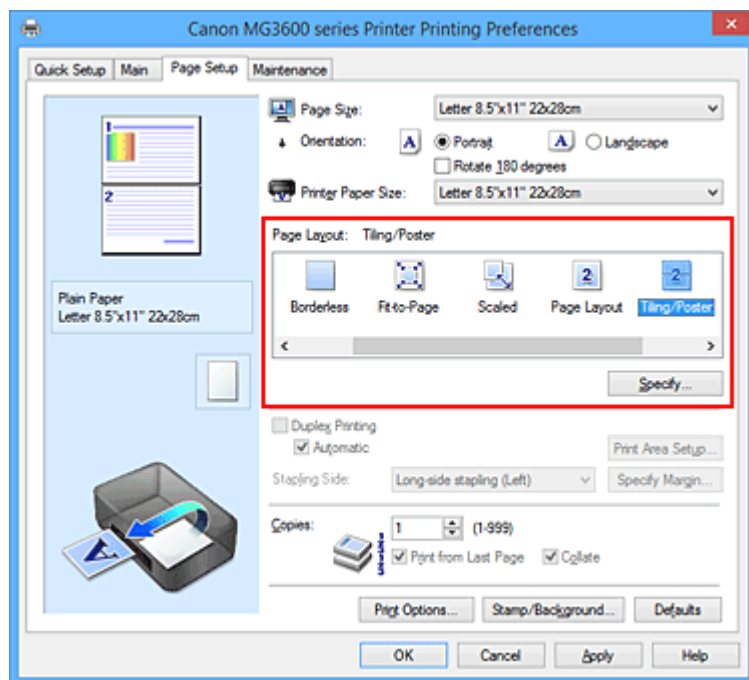 Canon MG3600 series Printer Printing Preferences
Quick Setup Main Page Setup Maintenance
1
2
Plain Paper
Letter 8.5"x11" 22x28cm
Page Size: Letter 8.5"x11" 22x28cm
Orientation: A Portrait A Landscape
Rotate 180 degrees
Printer Paper Size: Letter 8.5"x11" 22x28cm
Page Layout: Tiling/Poster
2 2
Borderless Fit-to-Page Scaled Page Layout Tiling/Poster
Specify...
Duplex Printing
Automatic Print Area Setup...
Stapling Side: Long-side stapling (Left) Specify Margin...
Copies: 1 (1-999)
Print from Last Page Collate
A
Print Options... Stamp/Background... Defaults
OK Cancel Apply Help